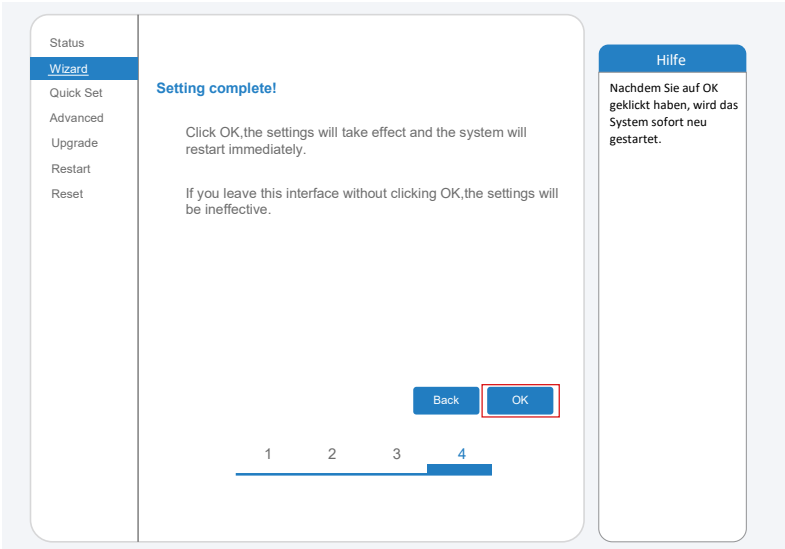 Status
Wizard
Quick Set
Advanced
Upgrade
Restart
Reset
Setting complete!
Click OK,the settings will take effect and the system will
restart immediately.
If you leave this interface without clicking OK,the settings will
be ineffective.
Back
OK
1 2 3 4
Hilfe
Nachdem Sie auf OK
geklickt haben, wird das
System sofort neu
gestartet.